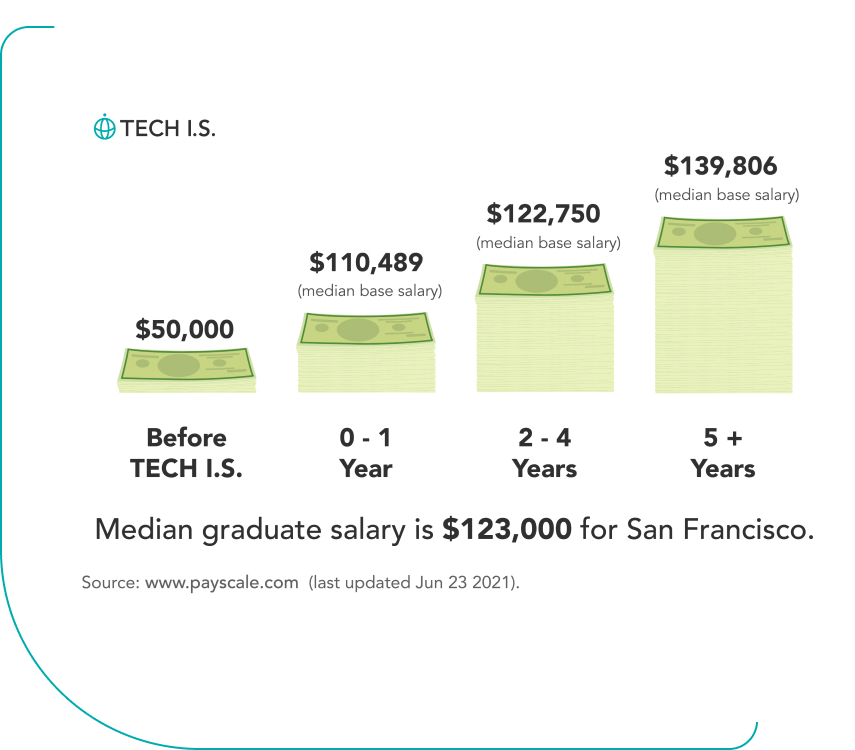 TECH I.S.
$139,806
(median base salary)
$122,750
(median base salary)
$110,489
(median base salary)
$50,000
Before
TECH I.S.
0 - 1
Year
2 - 4
Years
5 +
Years
Median graduate salary is $123,000 for San Francisco.
Source: www.payscale.com (last updated Jun 23 2021).